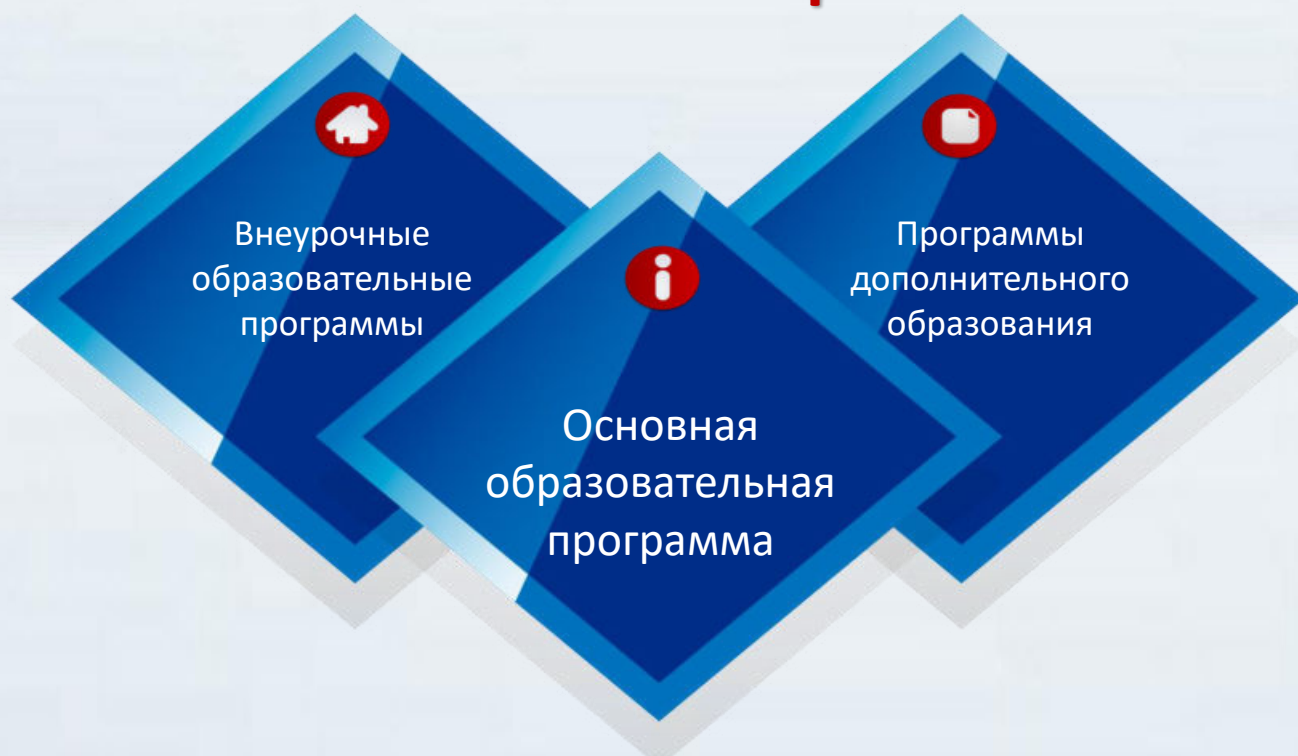 Внеурочные
образовательные
программы
Программы
дополнительного
образования
Основная
образовательная
программа